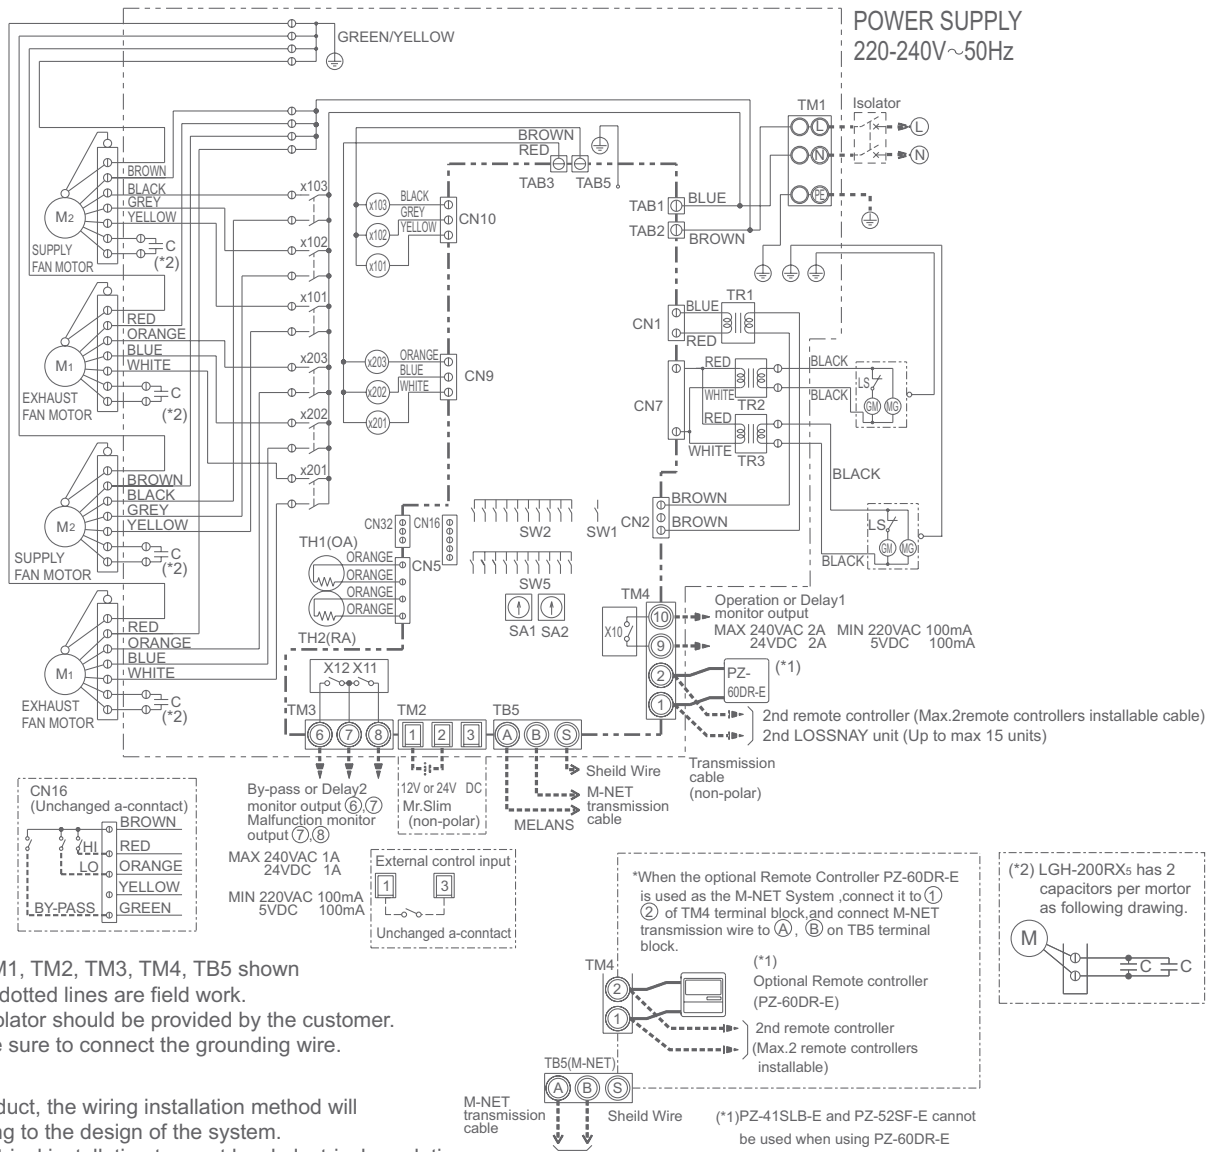 POWER SUPPLY
220-240V～50Hz
GREEN/YELLOW
TM1
Isolator
L
L
N
N
PE
BROWN
RED
TAB3
TAB5
TAB1
BLUE
TAB2
BROWN
BROWN
BLACK
GREY
YELLOW
M2
SUPPLY
FAN MOTOR
C
(*2)
x103
x102
x101
x103
BLACK
x102
GREY
x101
YELLOW
CN10
RED
ORANGE
BLUE
WHITE
M1
EXHAUST
FAN MOTOR
C
(*2)
x203
x202
x201
x203
ORANGE
x202
BLUE
x201
WHITE
CN9
TR1
CN1
BLUE
RED
RED
WHITE
TR2
CN7
RED
WHITE
TR3
BLACK
BLACK
LS
GM
MG
BLACK
BLACK
LS
GM
MG
BROWN
BLACK
GREY
YELLOW
M2
SUPPLY
FAN MOTOR
C
(*2)
CN2
BROWN
BROWN
CN32
CN16
CN5
TH1(OA)
ORANGE
ORANGE
ORANGE
ORANGE
TH2(RA)
SW2
SW1
SW5
SA1
SA2
RED
ORANGE
BLUE
WHITE
M1
EXHAUST
FAN MOTOR
C
(*2)
TM4
X10
10
9
2
1
Operation or Delay1
monitor output
MAX 240VAC 2A MIN 220VAC 100mA
24VDC 2A 5VDC 100mA
PZ-
60DR-E
(*1)
2nd remote controller (Max.2remote controllers installable cable)
2nd LOSSNAY unit (Up to max 15 units)
Transmission
cable
(non-polar)
X12 X11
TM3
6 7 8
TM2
1 2 3
TB5
A B S
Sheild Wire
M-NET
transmission
cable
MELANS
By-pass or Delay2
monitor output ⑥,⑦
Malfunction monitor
output ⑦,⑧
MAX 240VAC 1A
24VDC 1A
MIN 220VAC 100mA
5VDC 100mA
12V or 24V DC
Mr.Slim
(non-polar)
External control input
1 3
Unchanged a-conntact
CN16
(Unchanged a-conntact)
BROWN
HI
RED
LO
ORANGE
YELLOW
BY-PASS
GREEN
*When the optional Remote Controller PZ-60DR-E
is used as the M-NET System ,connect it to ①
② of TM4 terminal block,and connect M-NET
transmission wire to Ⓐ, Ⓑ on TB5 terminal
block.
TM4
2
1
(*1)
Optional Remote controller
(PZ-60DR-E)
2nd remote controller
(Max.2 remote controllers
installable)
TB5(M-NET)
A B S
M-NET
transmission
cable
Sheild Wire
(*1)PZ-41SLB-E and PZ-52SF-E cannot
be used when using PZ-60DR-E
(*2) LGH-200RX5 has 2
capacitors per mortor
as following drawing.
M
C
C
M1, TM2, TM3, TM4, TB5 shown
dotted lines are field work.
olator should be provided by the customer.
e sure to connect the grounding wire.
duct, the wiring installation method will
ng to the design of the system.